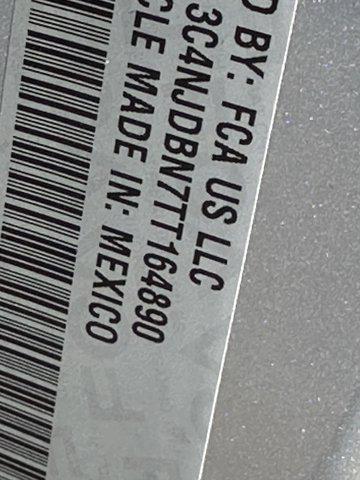 D BY: FCA US LLC
3C4NJDBN7TT164890
CLE MADE IN: MEXICO